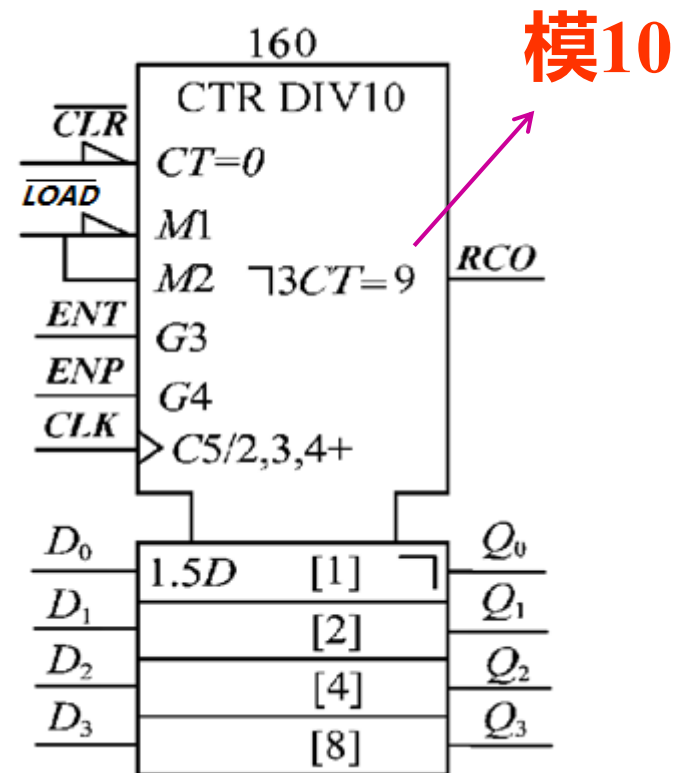 160
模10
CTR DIV10
CLR
CT=0
LOAD
M1
M2 ㄱ3CT=9 RCO
ENT
G3
ENP
G4
CLK
C5/2,3,4+
D₀ 1.5D [1] ㄱ Q₀
D₁ [2] Q₁
D₂ [4] Q₂
D₃ [8] Q₃